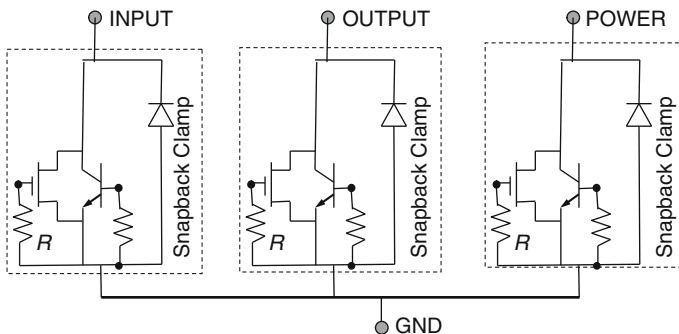 INPUT
OUTPUT
POWER
Snapback Clamp
Snapback Clamp
Snapback Clamp
R
R
R
GND